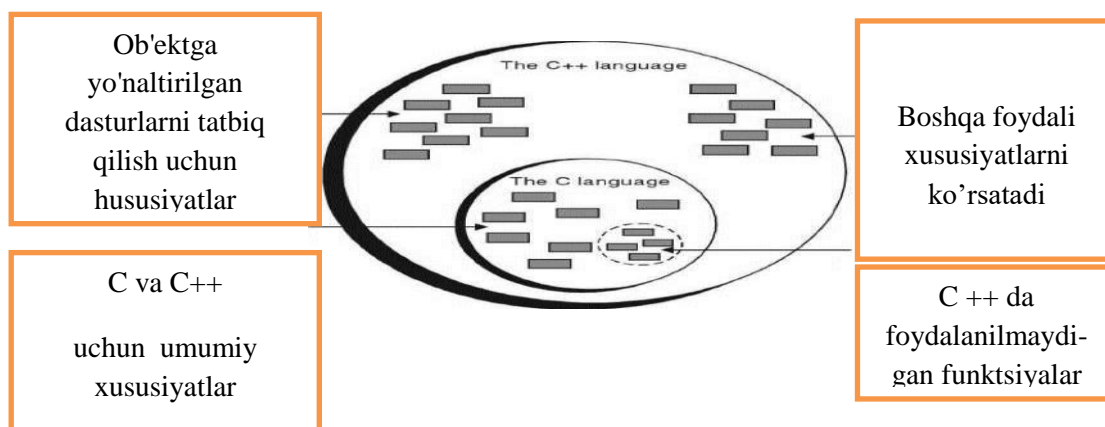 Ob'ektga
yo'naltirilgan
dasturlarni tatbiq
qilish uchun
hususiyatlar
C va C++
uchun umumiy
xususiyatlar
The C++ language
The C language
Boshqa foydali
xususiyatlarni
ko’rsatadi
C ++ da
foydalanilmaydi-
gan funktsiyalar